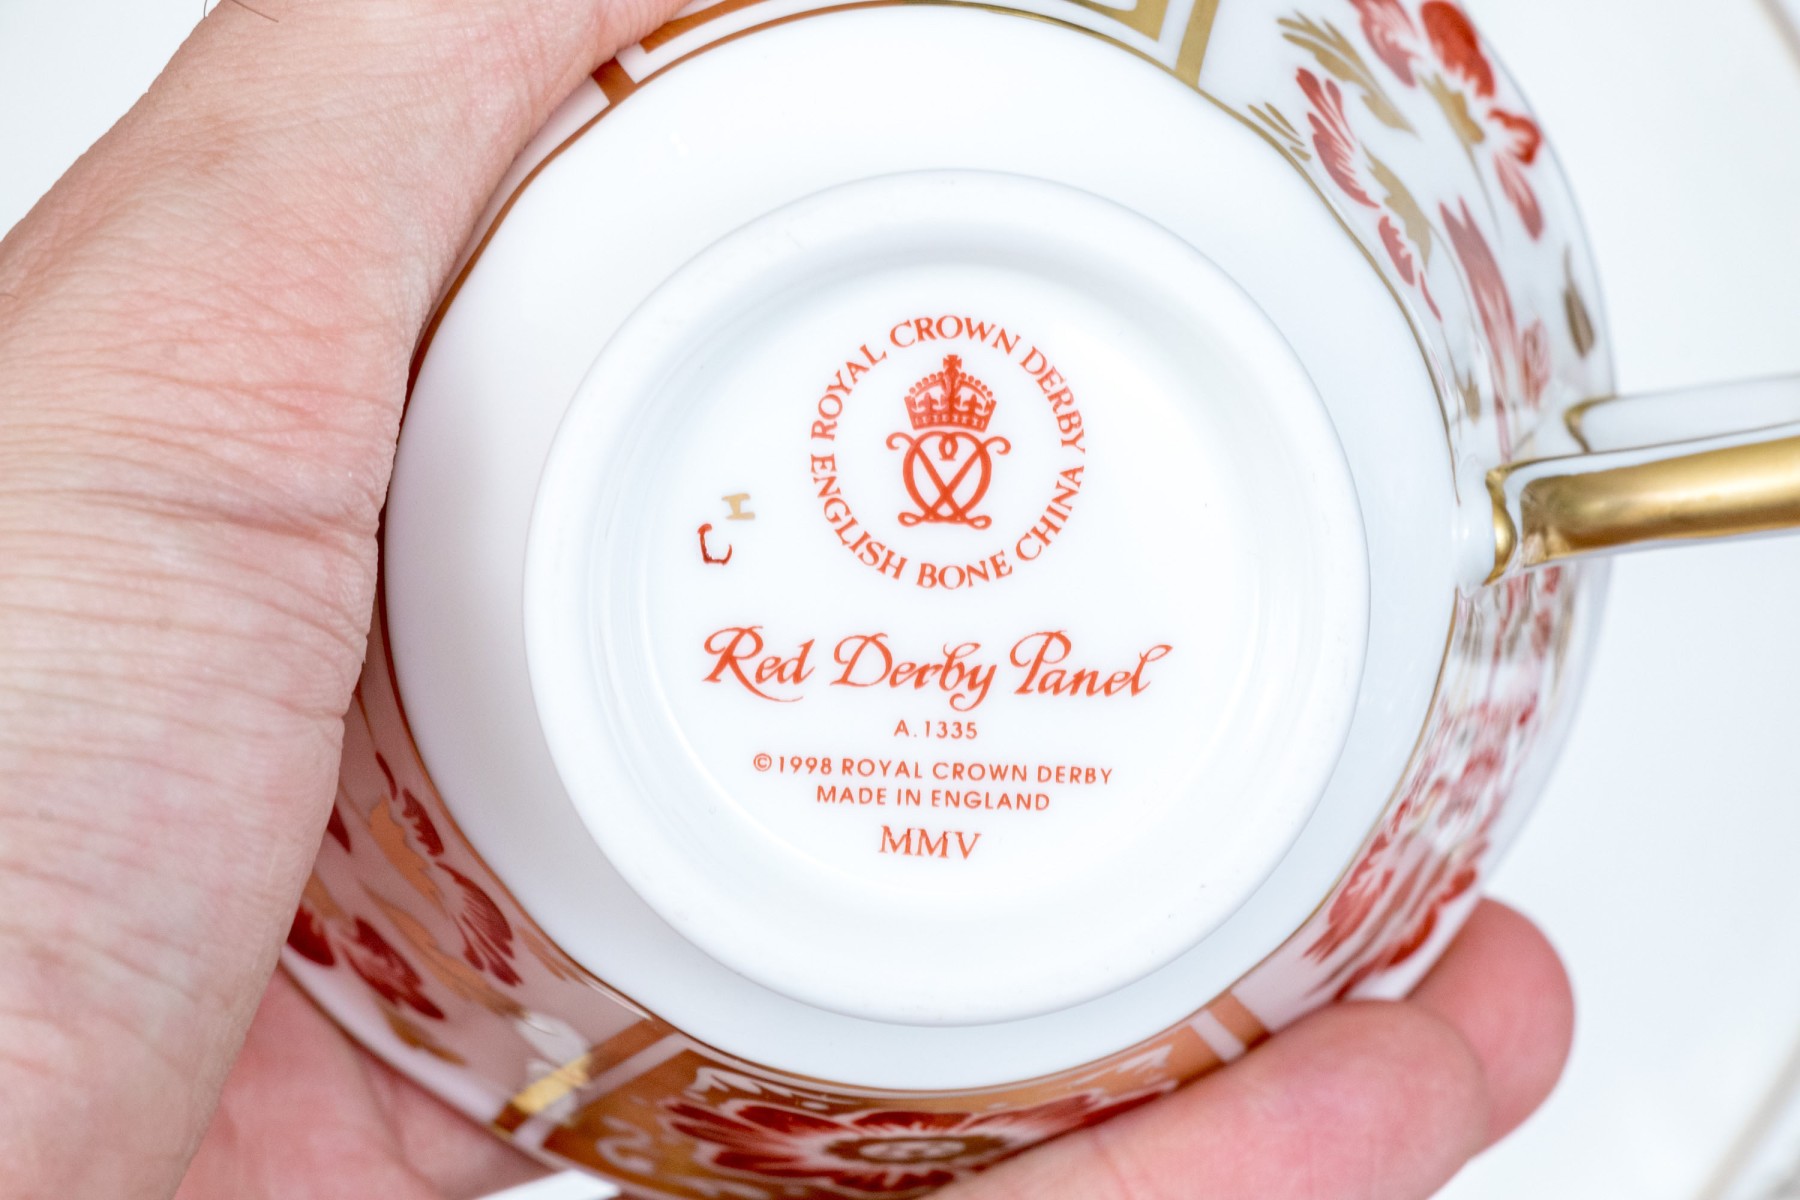 ROYAL CROWN DERBY
ENGLISH BONE CHINA
I
C
Red Derby Panel
A.1335
©1998 ROYAL CROWN DERBY
MADE IN ENGLAND
MMV